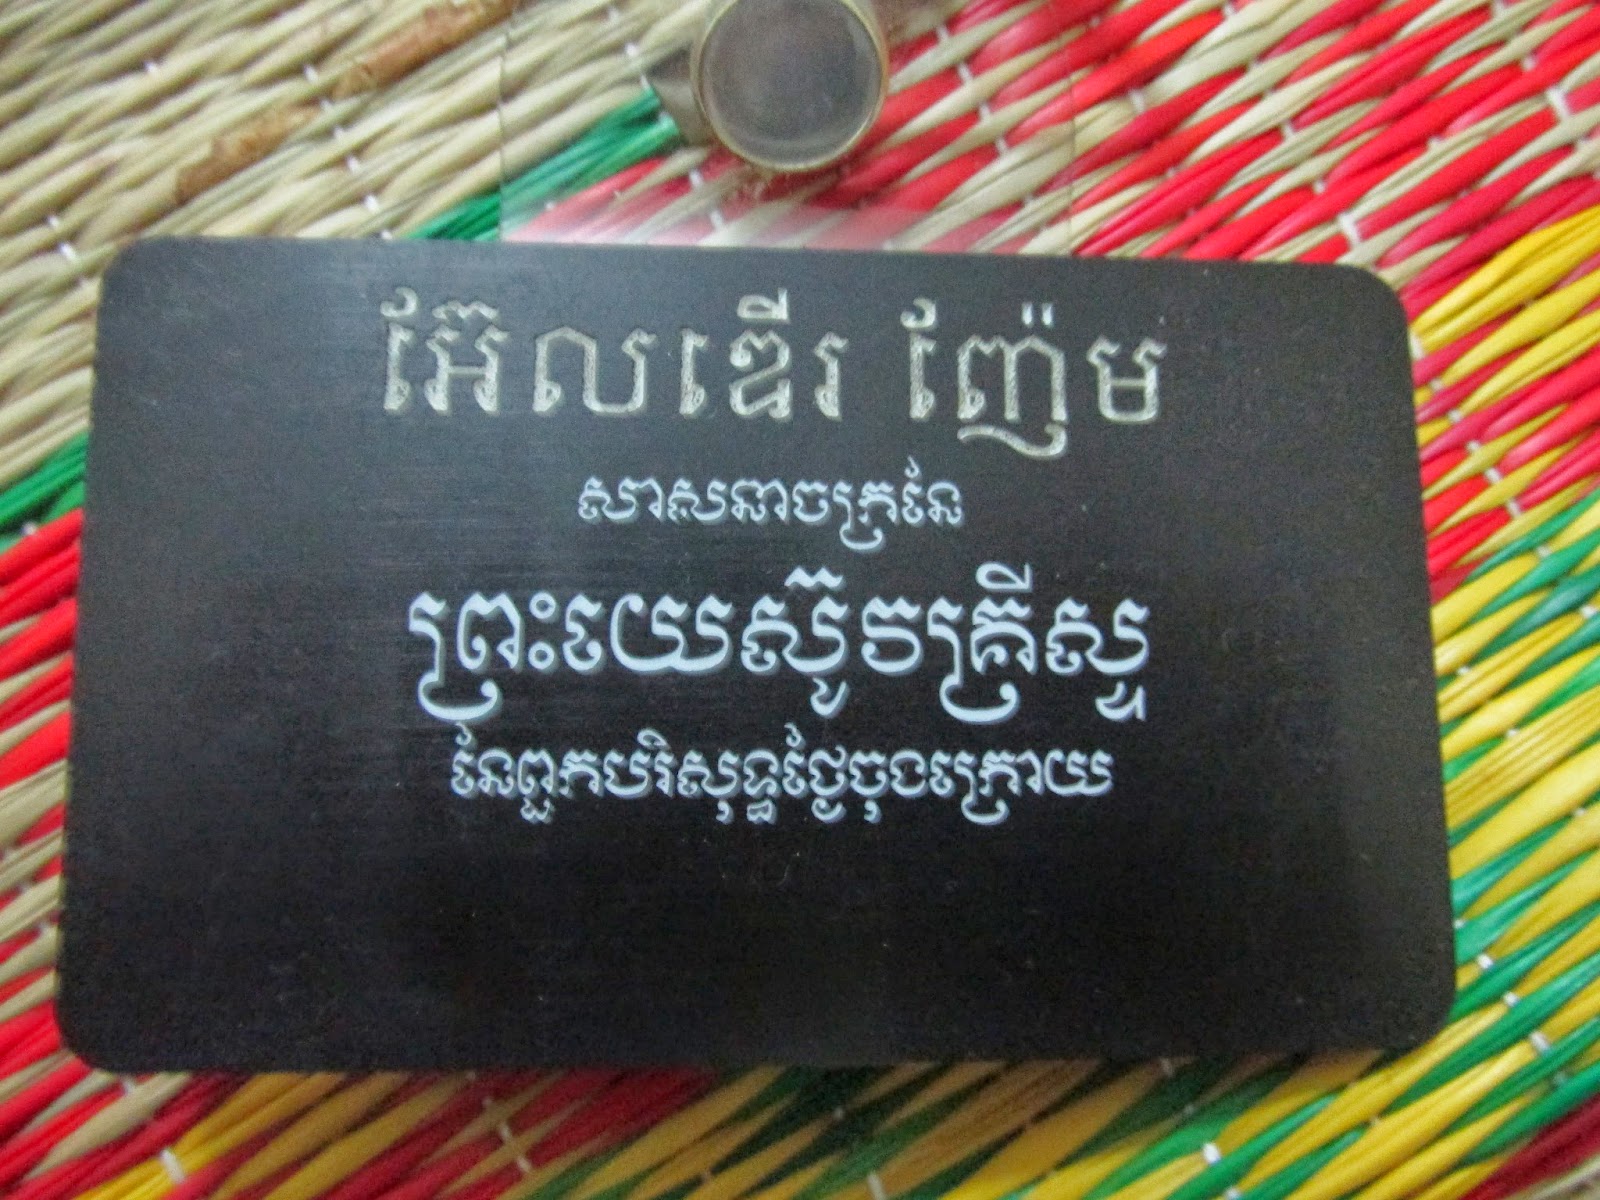 អ៊ែលឌើរ ញ៉ែម
សាសនាចក្រនៃ
ព្រះយេស៊ូវគ្រីស្ទ
នៃពួកបរិសុទ្ធថ្ងៃចុងក្រោយ